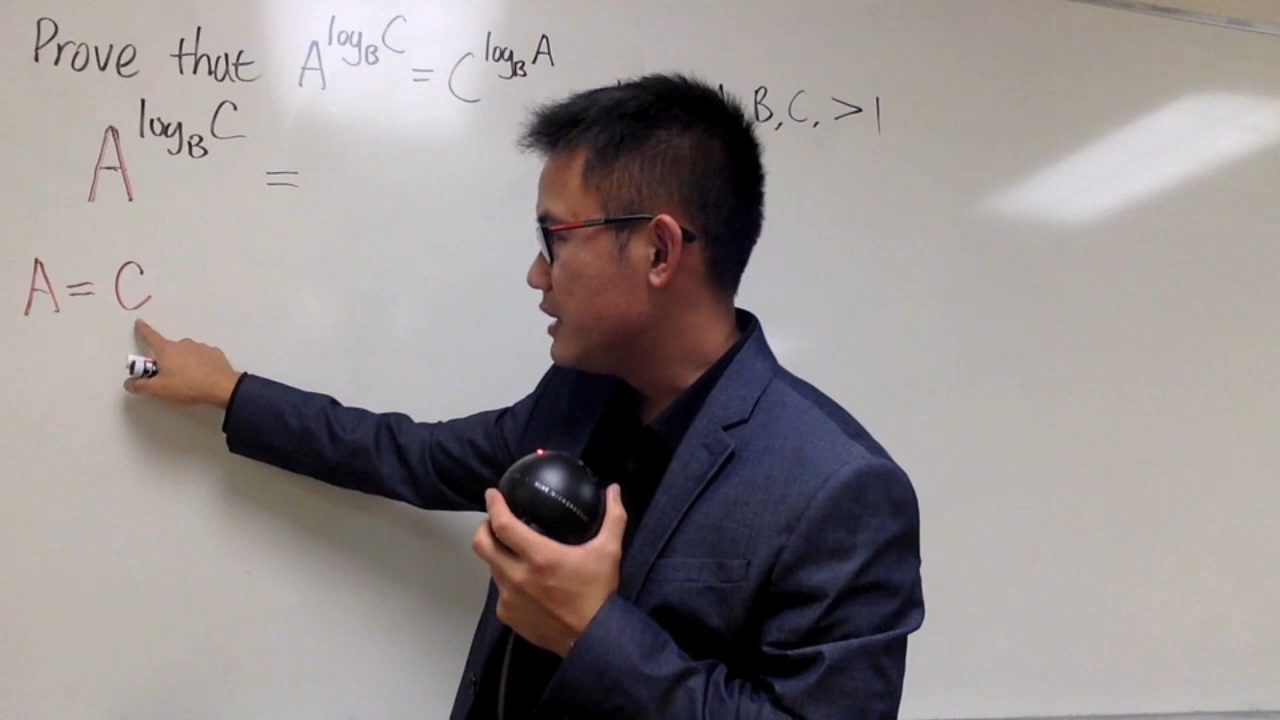 Prove that A^{log_B C} = C^{log_B A}
B, C, > 1
A^{log_B C} =
A = C